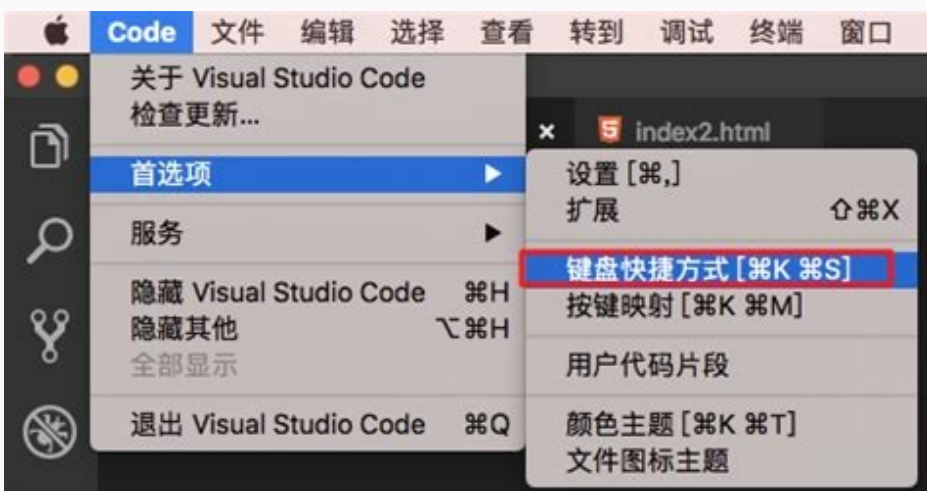 Code 文件 编辑 选择 查看 转到 调试 终端 窗口
关于 Visual Studio Code
检查更新...
index2.html
首选项
设置 [⌘,]
扩展 ⇧⌘X
服务
键盘快捷方式 [⌘K ⌘S]
隐藏 Visual Studio Code ⌘H
按键映射 [⌘K ⌘M]
隐藏其他 ⌥⌘H
全部显示
用户代码片段
退出 Visual Studio Code ⌘Q
颜色主题 [⌘K ⌘T]
文件图标主题